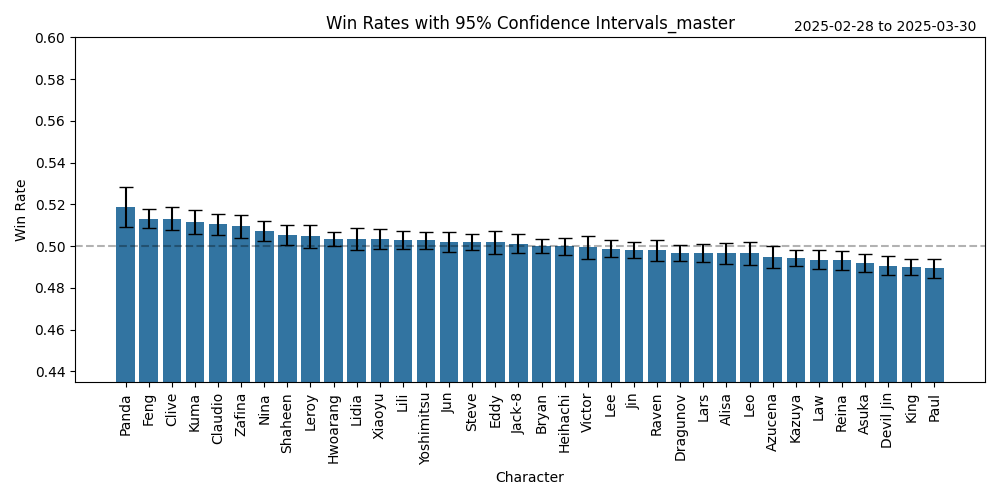 Win Rates with 95% Confidence Intervals_master
2025-02-28 to 2025-03-30
Win Rate
0.60
0.58
0.56
0.54
0.52
0.50
0.48
0.46
0.44
Panda
Feng
Clive
Kuma
Claudio
Zafina
Nina
Shaheen
Leroy
Hwoarang
Lidia
Xiaoyu
Lili
Yoshimitsu
Jun
Steve
Eddy
Jack-8
Bryan
Heihachi
Victor
Lee
Jin
Raven
Dragunov
Lars
Alisa
Leo
Azucena
Kazuya
Law
Reina
Asuka
Devil Jin
King
Paul
Character